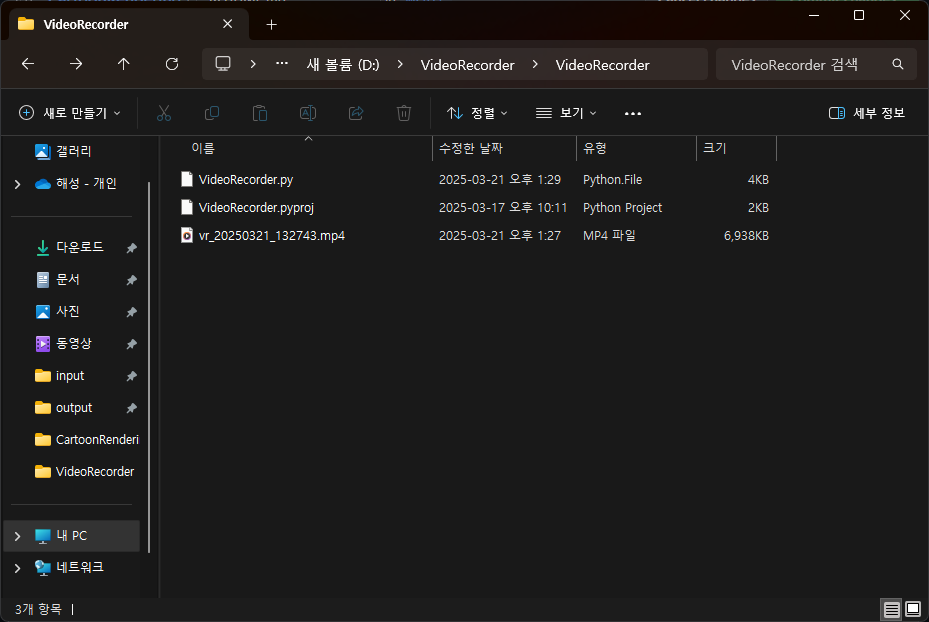 VideoRecorder
새 볼륨 (D:) VideoRecorder VideoRecorder VideoRecorder 검색
새로 만들기 정렬 보기 세부 정보
갤러리
해성 - 개인
다운로드
문서
사진
동영상
input
output
CartoonRenderi
VideoRecorder
내 PC
네트워크
이름 수정한 날짜 유형 크기
VideoRecorder.py 2025-03-21 오후 1:29 Python.File 4KB
VideoRecorder.pyproj 2025-03-17 오후 10:11 Python Project 2KB
vr_20250321_132743.mp4 2025-03-21 오후 1:27 MP4 파일 6,938KB
3개 항목